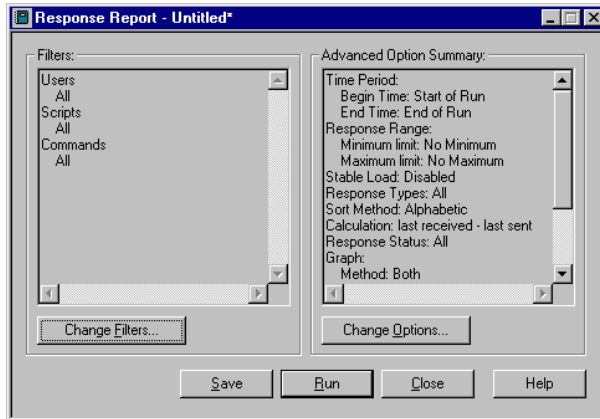 Response Report - Untitled*
Filters:
Users
All
Scripts
All
Commands
All
Change Filters...
Advanced Option Summary:
Time Period:
Begin Time: Start of Run
End Time: End of Run
Response Range:
Minimum limit: No Minimum
Maximum limit: No Maximum
Stable Load: Disabled
Response Types: All
Sort Method: Alphabetic
Calculation: last received - last sent
Response Status: All
Graph:
Method: Both
Change Options...
Save
Run
Close
Help